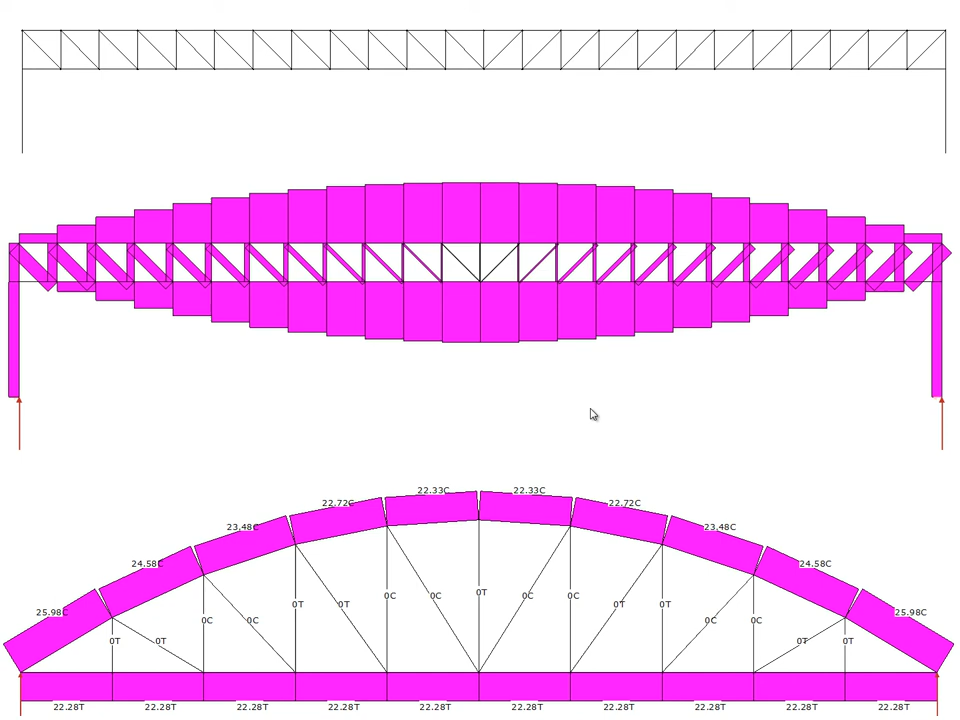 22.33C 22.33C
22.72C 22.72C
23.48C 23.48C
24.58C 24.58C
25.98C 25.98C
0T 0C 0C 0T 0C 0C
0T 0T 0T 0T
0C 0C 0C 0C
0T 0T 0T 0T
22.28T 22.28T 22.28T 22.28T 22.28T 22.28T 22.28T 22.28T 22.28T 22.28T